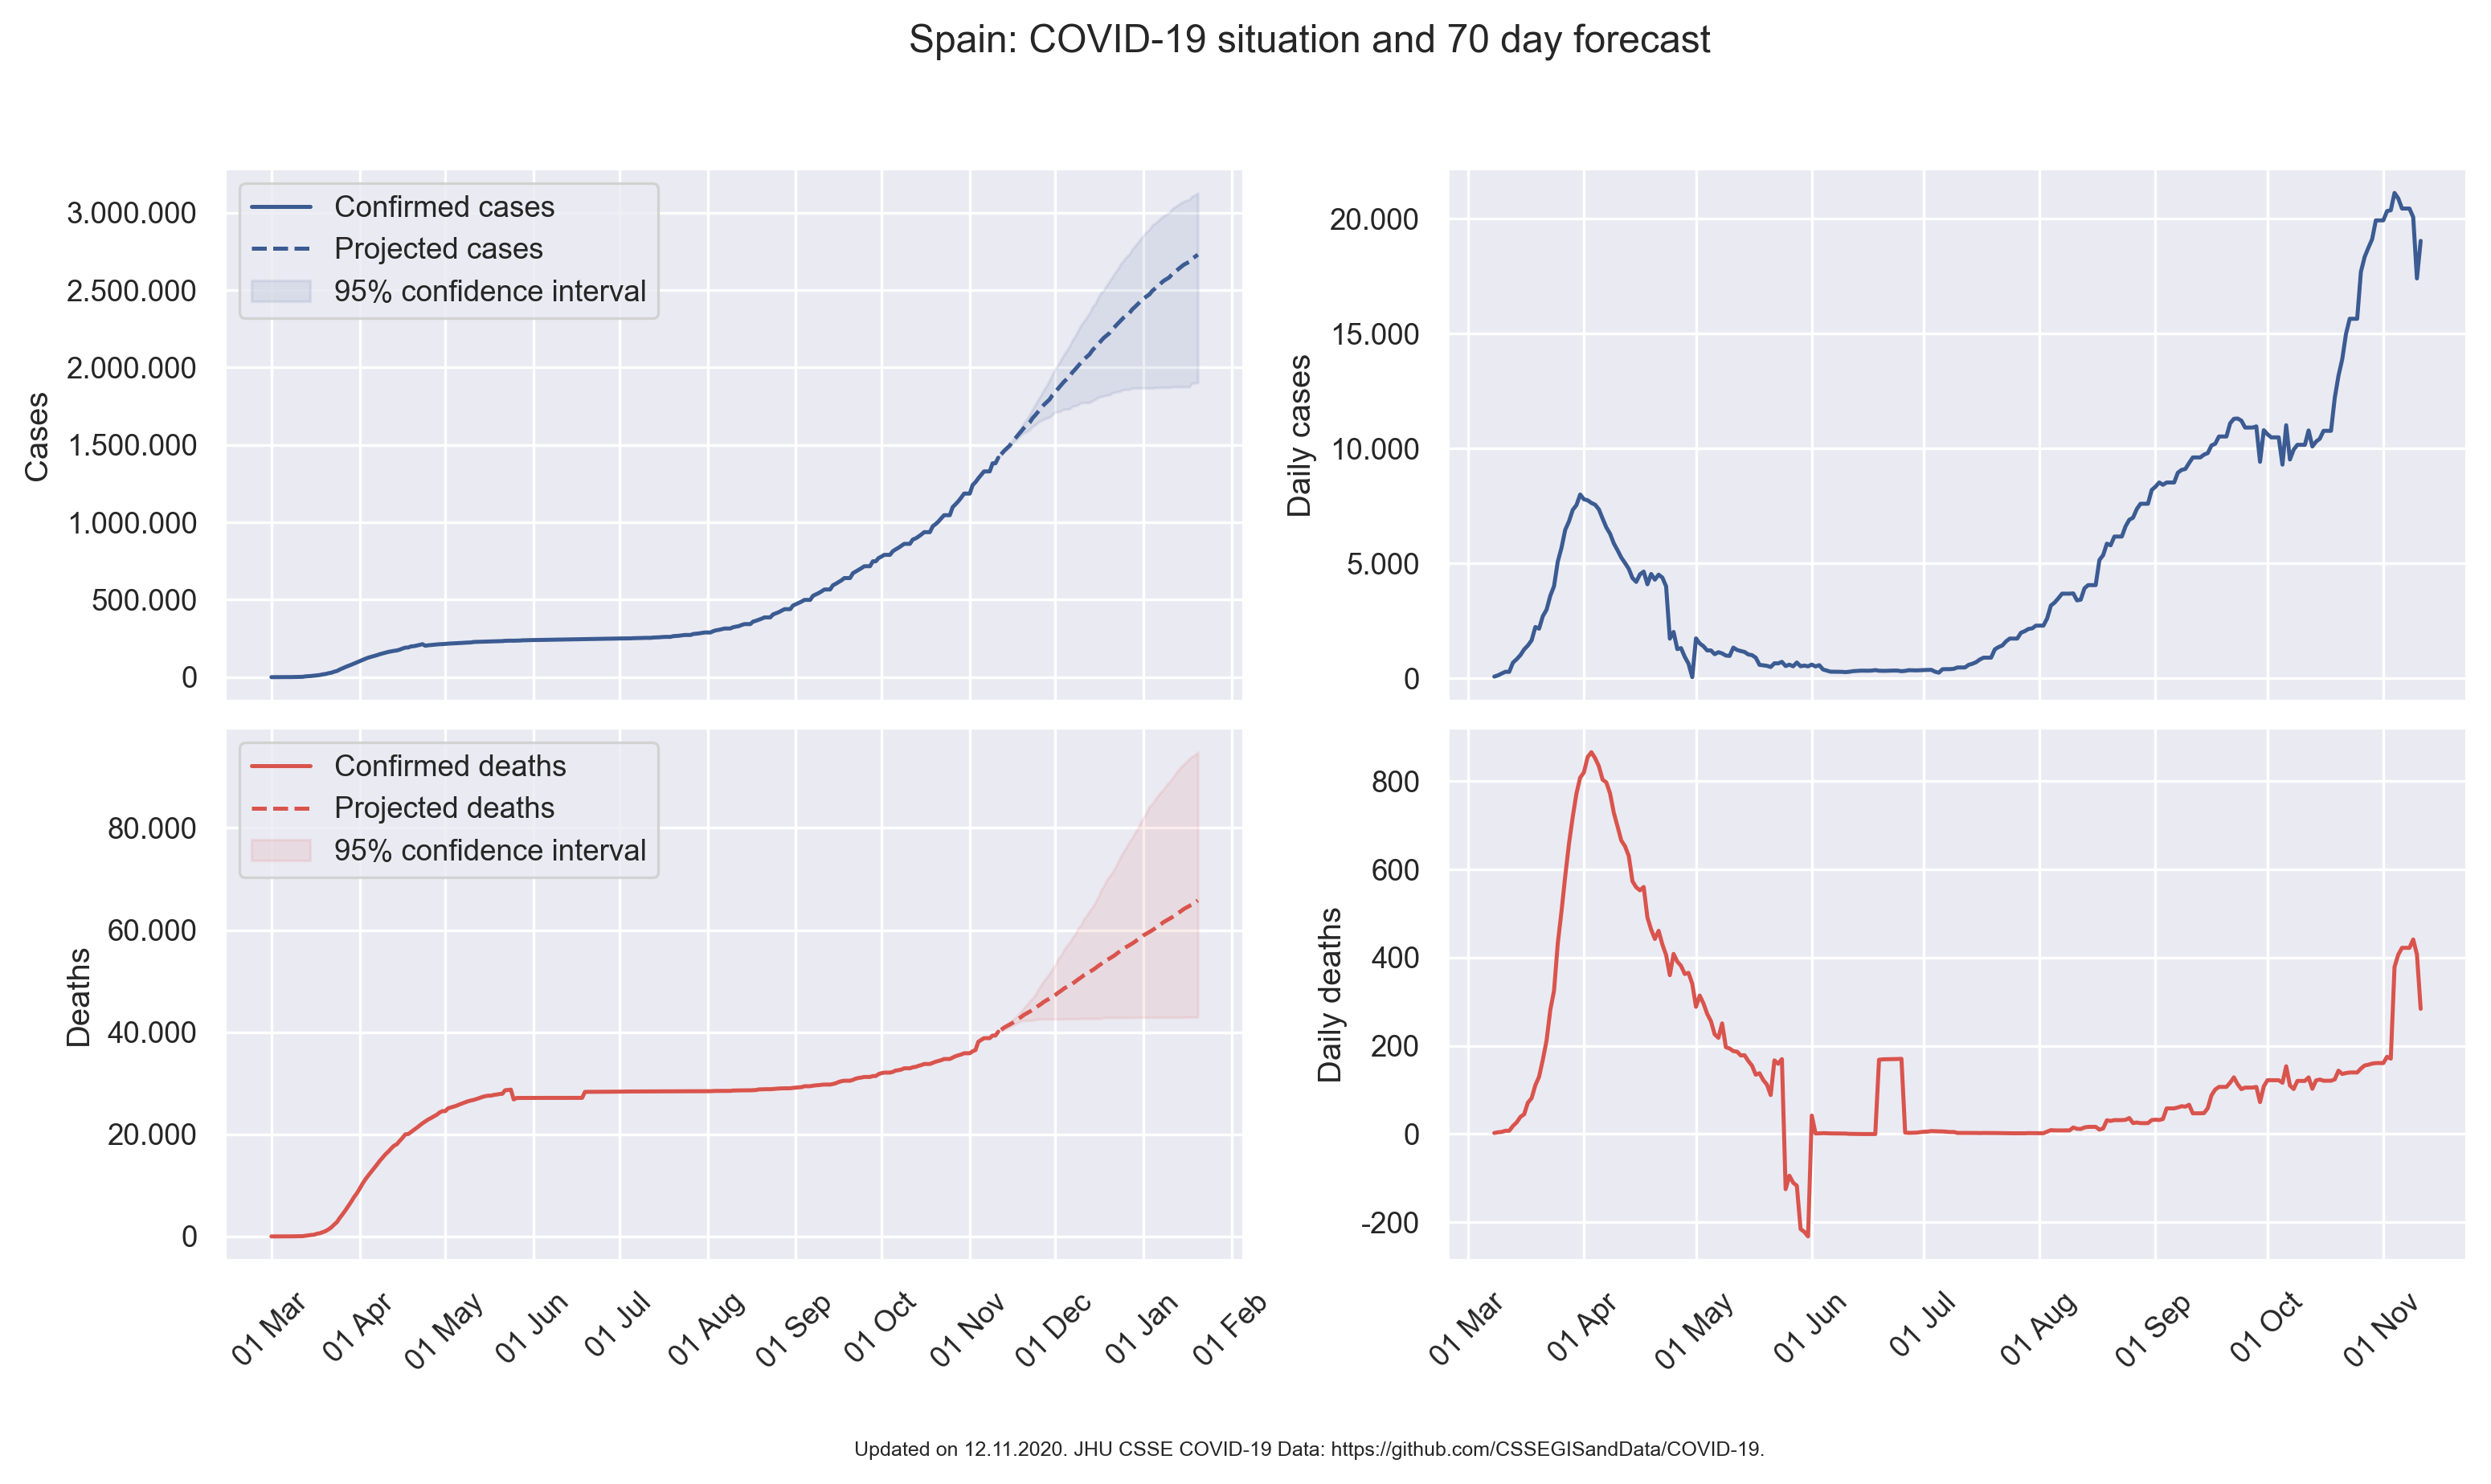 Spain: COVID-19 situation and 70 day forecast
Confirmed cases
Projected cases
95% confidence interval
Cases
3.000.000
2.500.000
2.000.000
1.500.000
1.000.000
500.000
0
Daily cases
20.000
15.000
10.000
5.000
0
Confirmed deaths
Projected deaths
95% confidence interval
Deaths
80.000
60.000
40.000
20.000
0
01 Mar
01 Apr
01 May
01 Jun
01 Jul
01 Aug
01 Sep
01 Oct
01 Nov
01 Dec
01 Jan
01 Feb
Daily deaths
800
600
400
200
0
-200
01 Mar
01 Apr
01 May
01 Jun
01 Jul
01 Aug
01 Sep
01 Oct
01 Nov
Updated on 12.11.2020. JHU CSSE COVID-19 Data: https://github.com/CSSEGISandData/COVID-19.